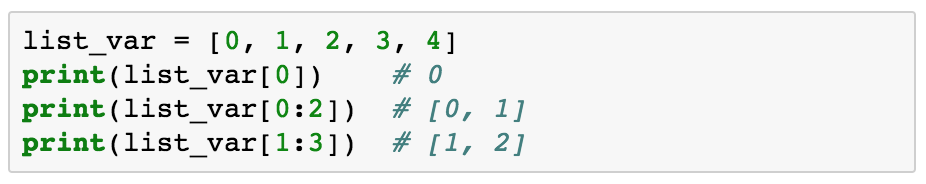 list_var = [0, 1, 2, 3, 4]
print(list_var[0])    # 0
print(list_var[0:2])  # [0, 1]
print(list_var[1:3])  # [1, 2]